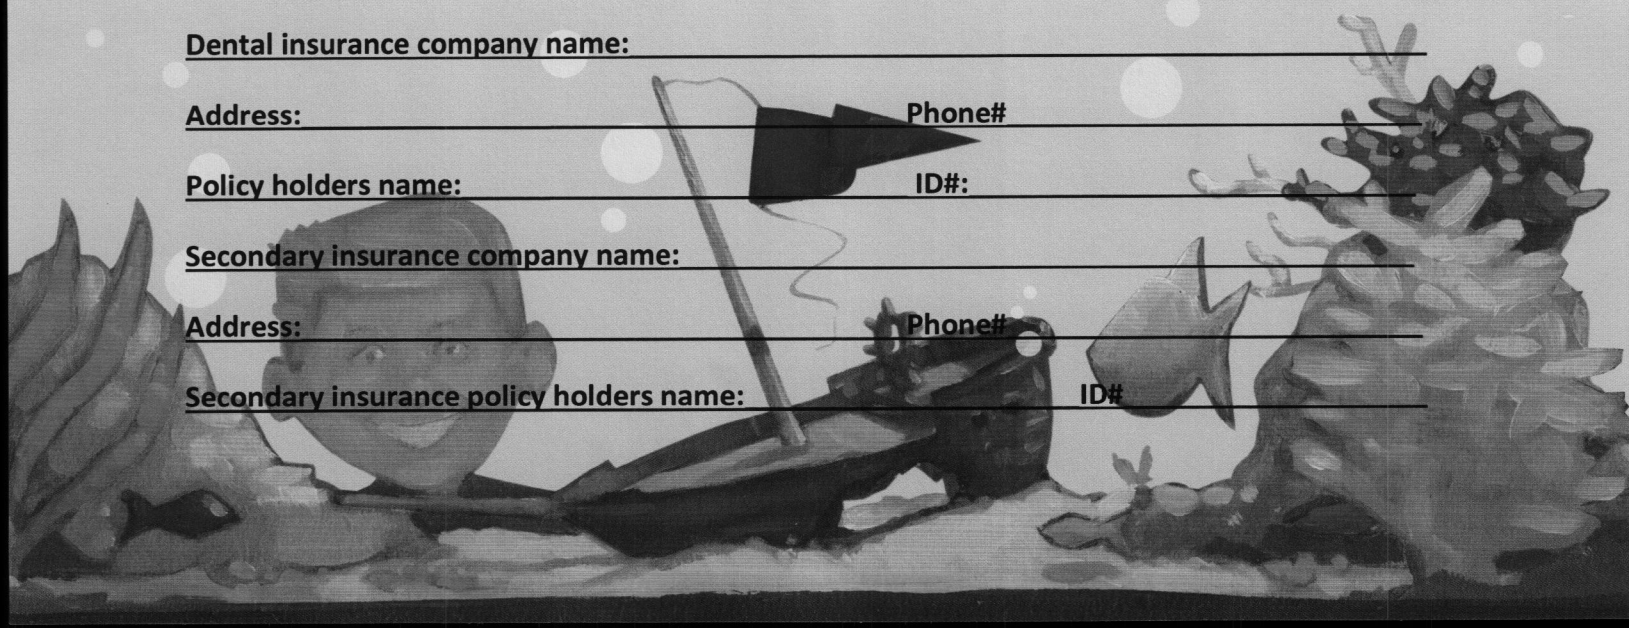 Dental insurance company name:
Address: Phone#
Policy holders name: ID#:
Secondary insurance company name:
Address: Phone#
Secondary insurance policy holders name: ID#